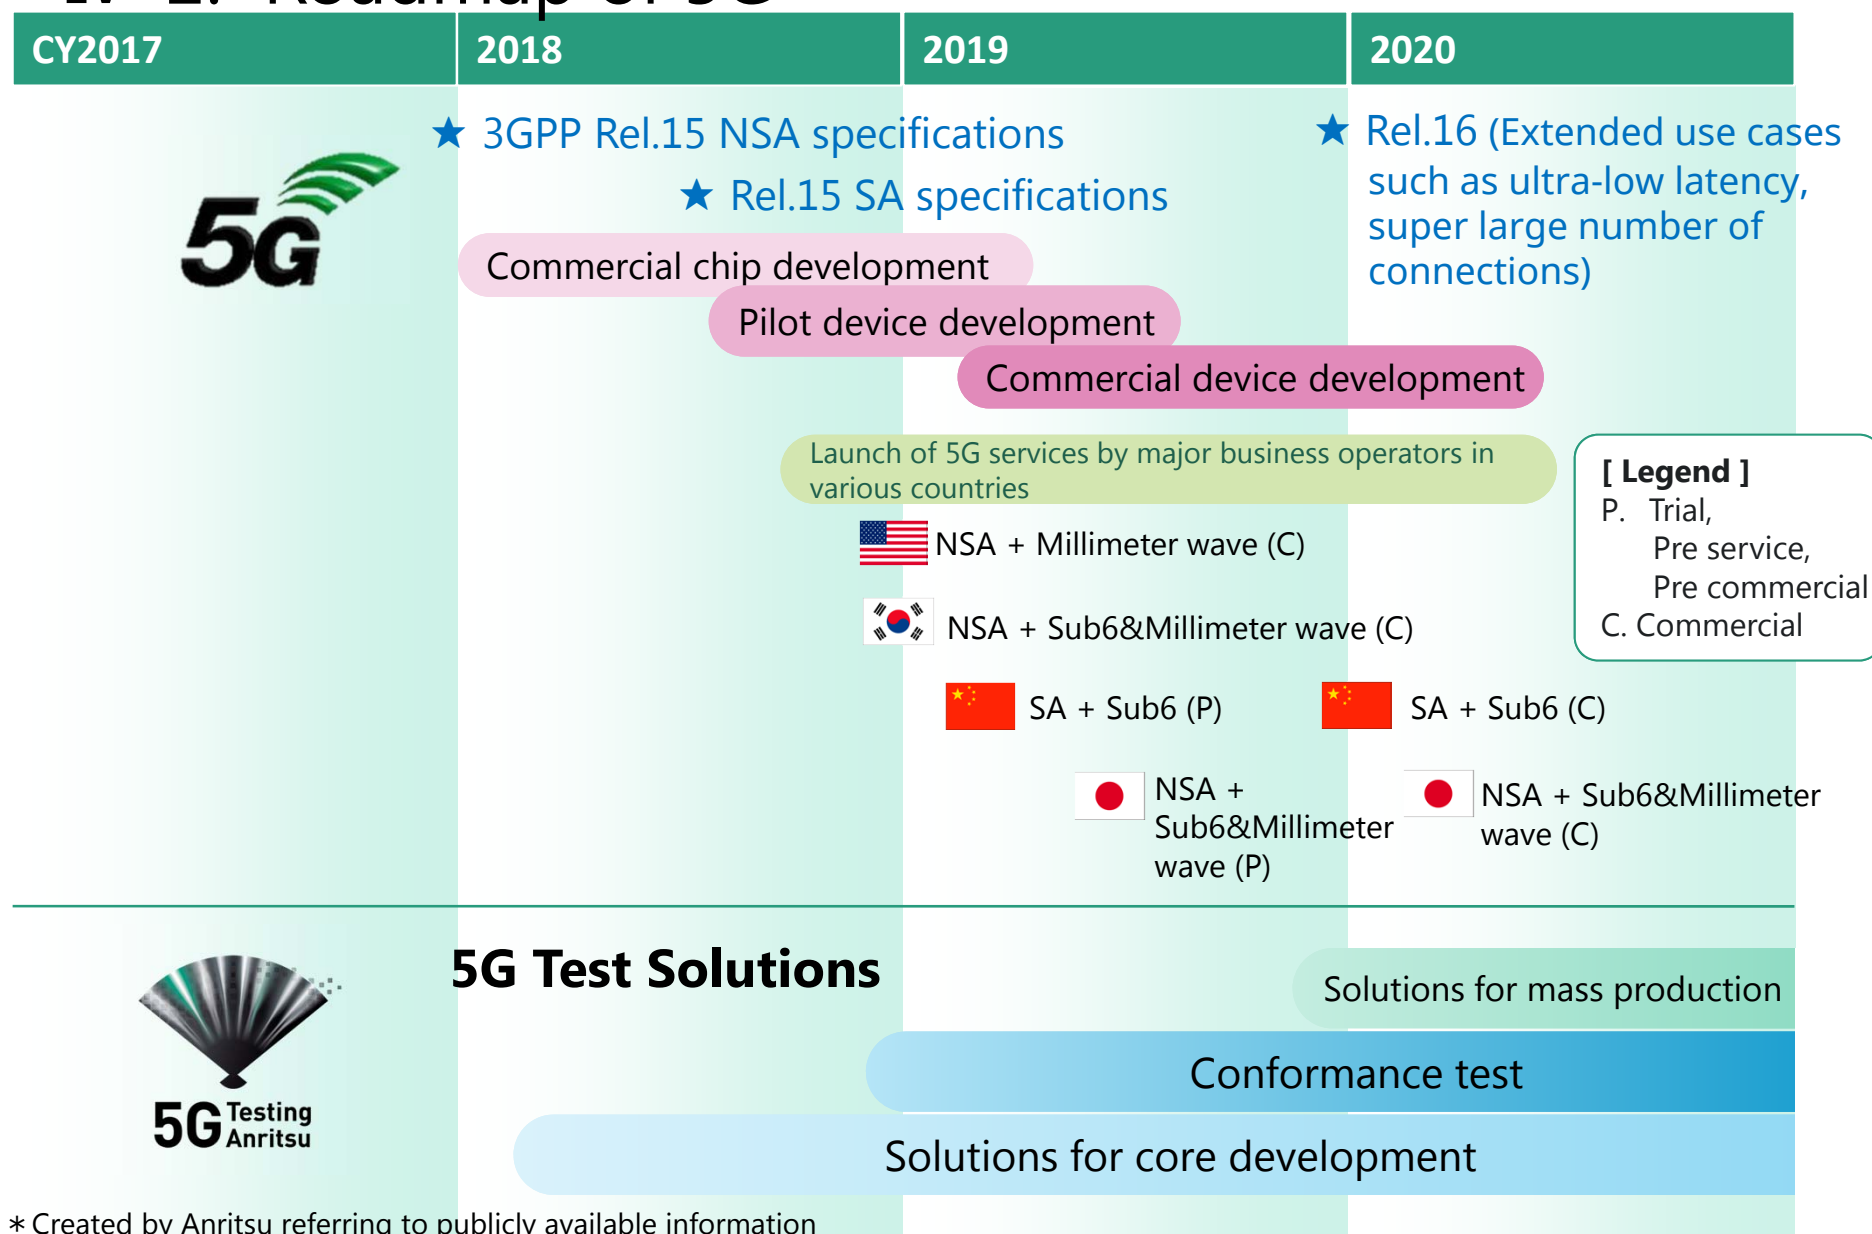 Roadmap of 5G
CY2017
2018
2019
2020
★ 3GPP Rel.15 NSA specifications
★ Rel.15 SA specifications
★ Rel.16 (Extended use cases
such as ultra-low latency,
super large number of
connections)
5G
Commercial chip development
Pilot device development
Commercial device development
Launch of 5G services by major business operators in
various countries
[ Legend ]
P. Trial,
Pre service,
Pre commercial
C. Commercial
NSA + Millimeter wave (C)
NSA + Sub6&Millimeter wave (C)
SA + Sub6 (P)
SA + Sub6 (C)
NSA +
Sub6&Millimeter
wave (P)
NSA + Sub6&Millimeter
wave (C)
5G Test Solutions
Solutions for mass production
Conformance test
Solutions for core development
5G Testing
Anritsu
＊Created by Anritsu referring to publicly available information